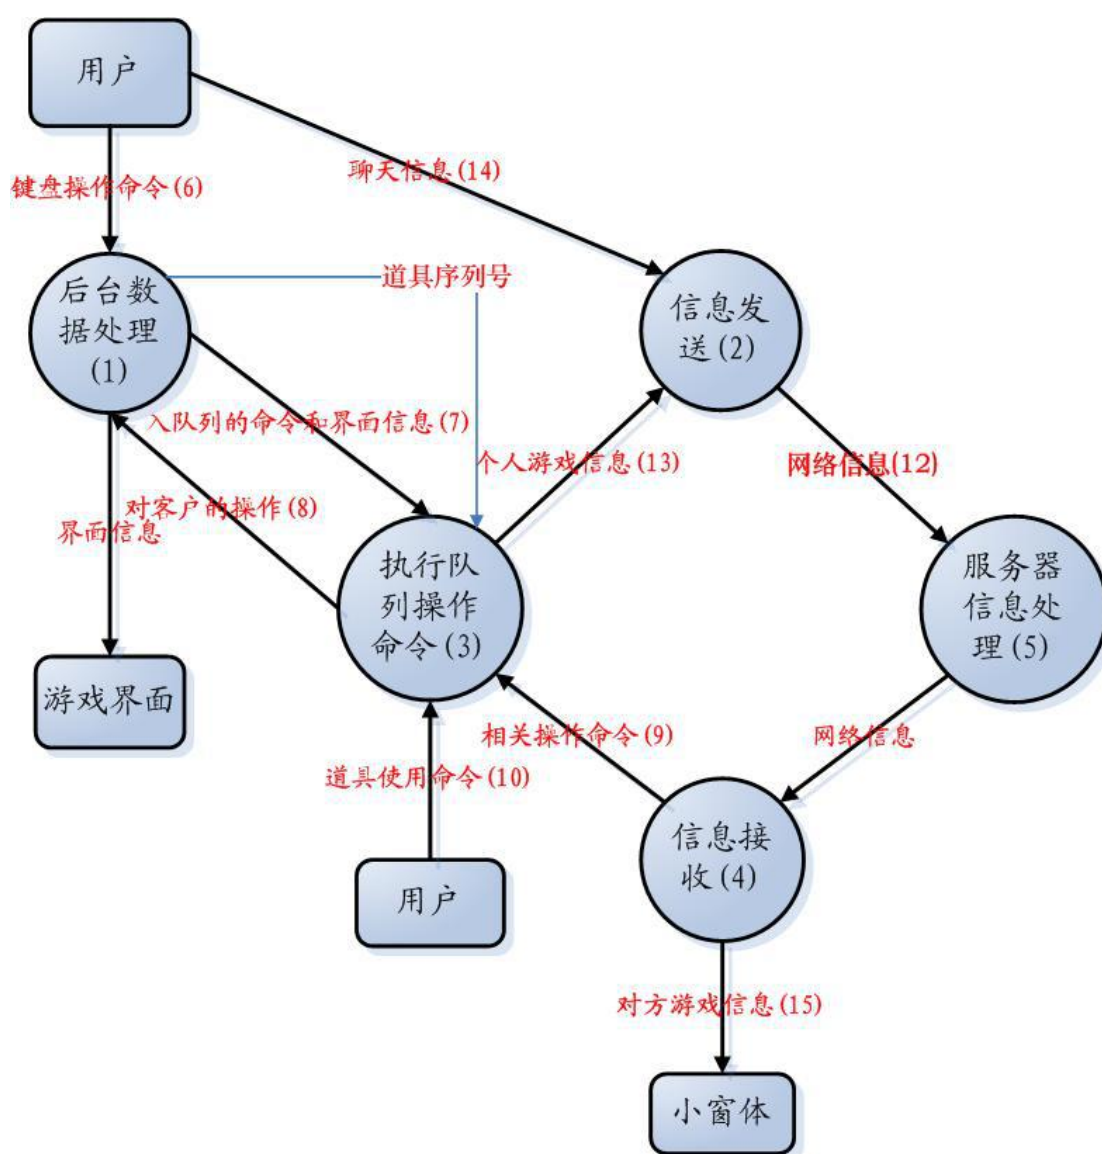 用户
聊天信息(14)
键盘操作命令(6)
道具序列号
后台数
据处理
(1)
信息发
送(2)
入队列的命令和界面信息(7)
个人游戏信息(13)
网络信息(12)
对客户的操作(8)
界面信息
执行队
列操作
命令(3)
服务器
信息处
理(5)
游戏界面
相关操作命令(9)
网络信息
道具使用命令(10)
信息接
收(4)
用户
对方游戏信息(15)
小窗体